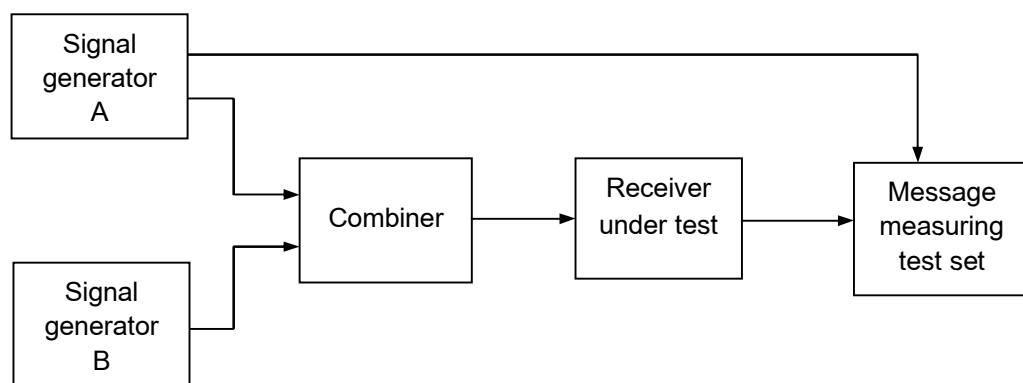 Signal
generator
A
Combiner
Receiver
under test
Message
measuring
test set
Signal
generator
B